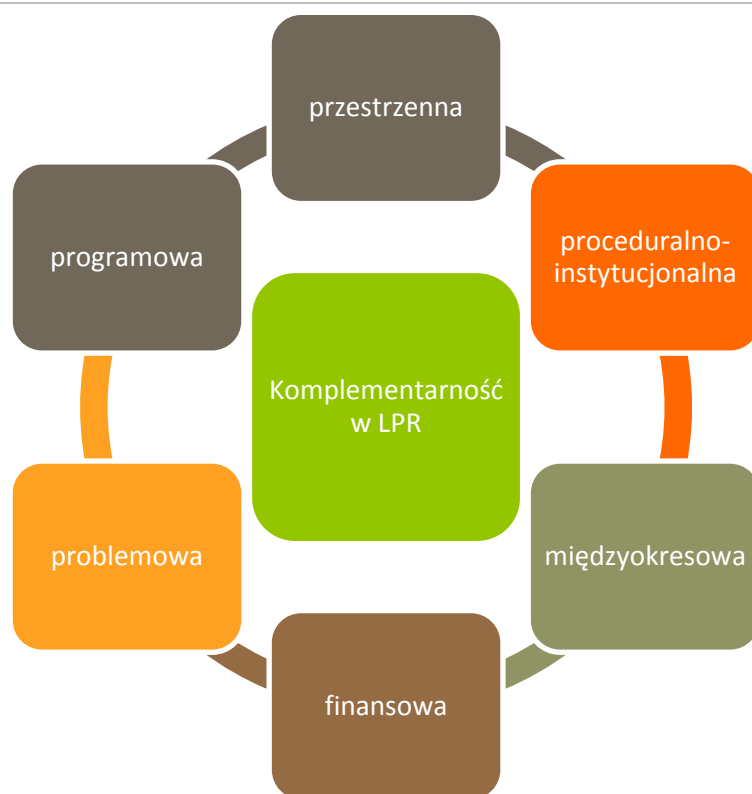 przestrzenna
proceduralno-
instytucjonalna
międzyokresowa
finansowa
problemowa
programowa
Komplementarność
w LPR